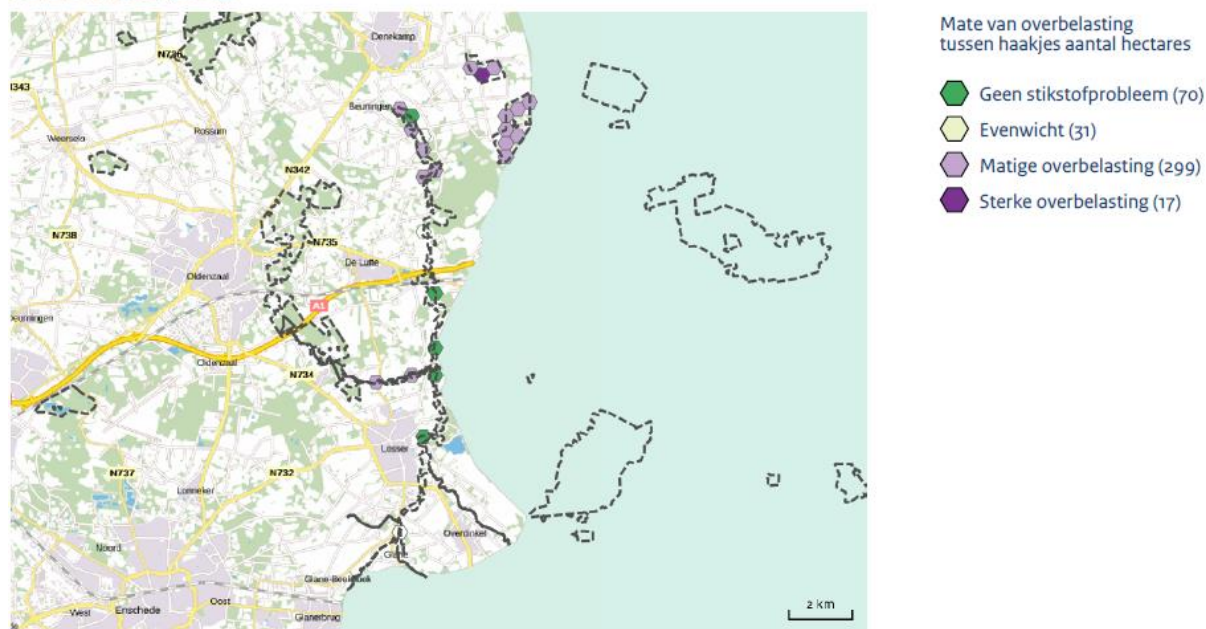 Denekamp
N736
N343
Beuningen
Weerselo
Rossum
N342
N738
N735
De Lutte
Oldenzaal
A1
Deurningen
Oldenzaal
N734
Losser
N737
N732
Lonneker
Overdinkel
Noord
Glane
Glane-Beekhoek
West
Enschede
Oost
Glanerbrug
2 km
Mate van overbelasting
tussen haakjes aantal hectares
Geen stikstofprobleem (70)
Evenwicht (31)
Matige overbelasting (299)
Sterke overbelasting (17)